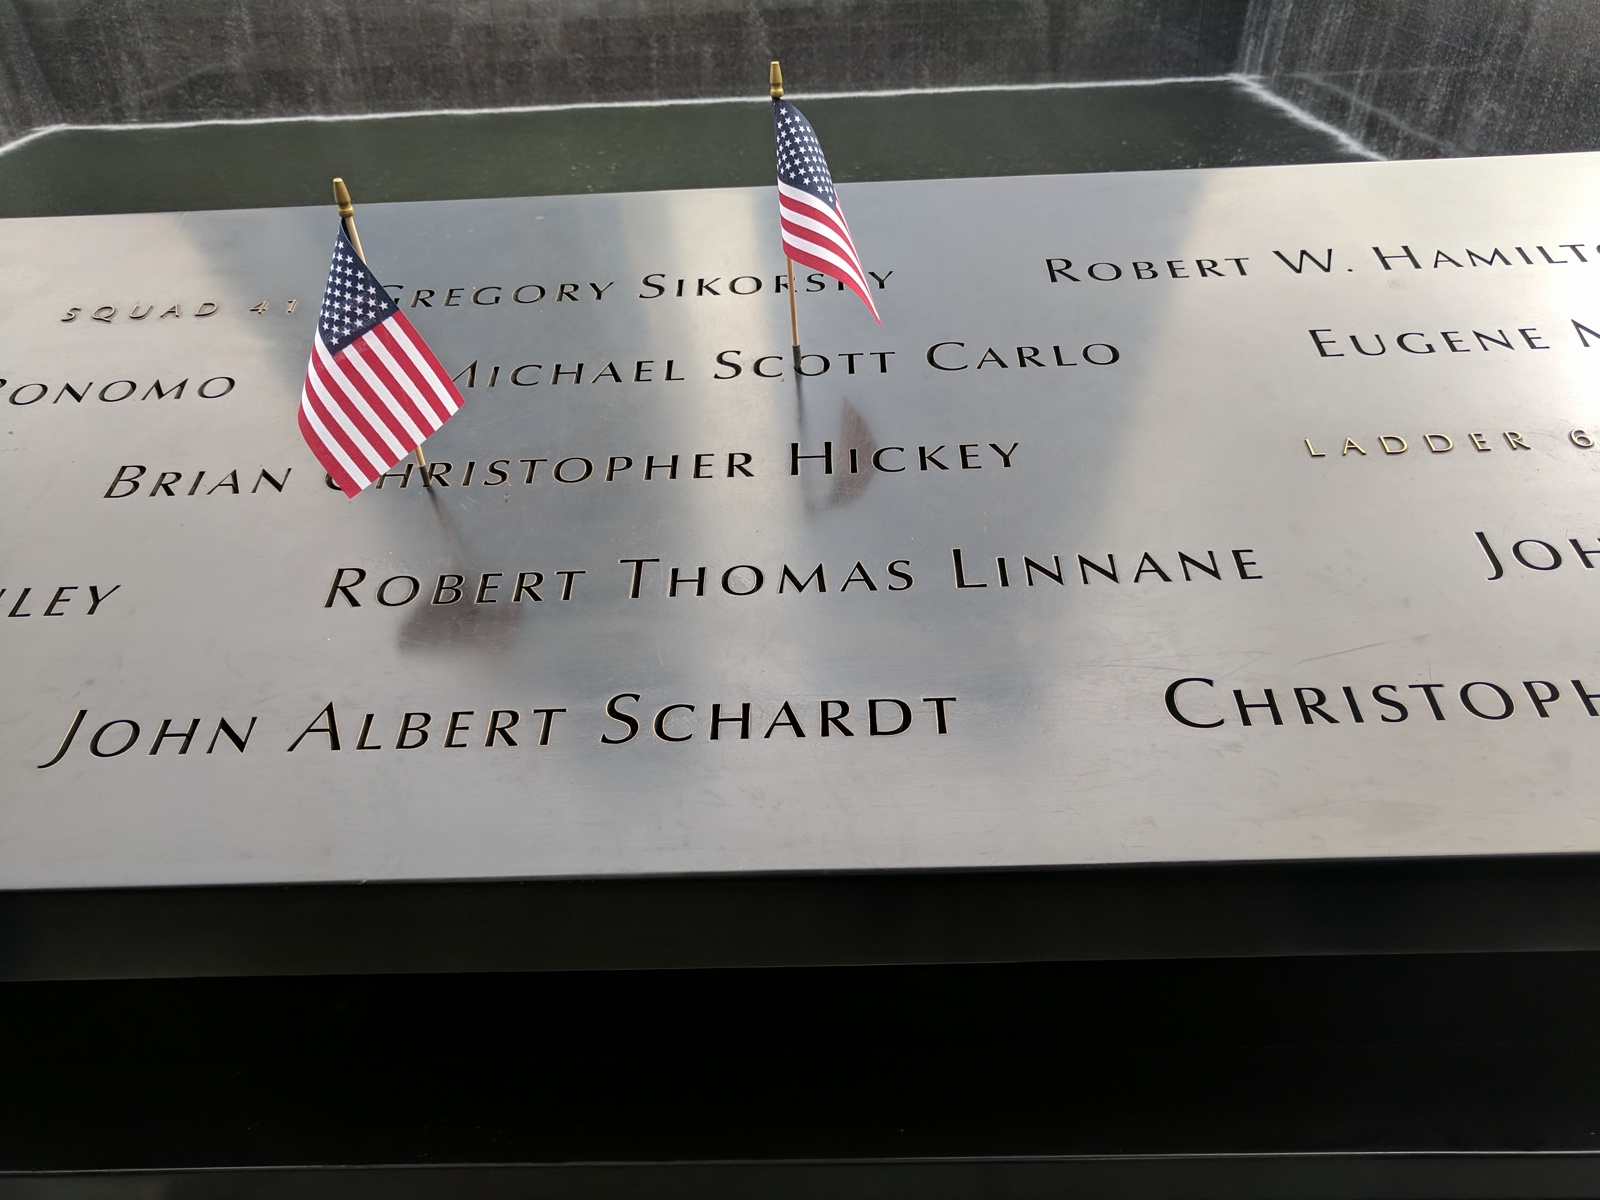 SQUAD 41 GREGORY SIKORSKY ROBERT W. HAMILTO
ONOMO MICHAEL SCOTT CARLO EUGENE
BRIAN CHRISTOPHER HICKEY LADDER 6
LEY ROBERT THOMAS LINNANE JOH
JOHN ALBERT SCHARDT CHRISTOPH